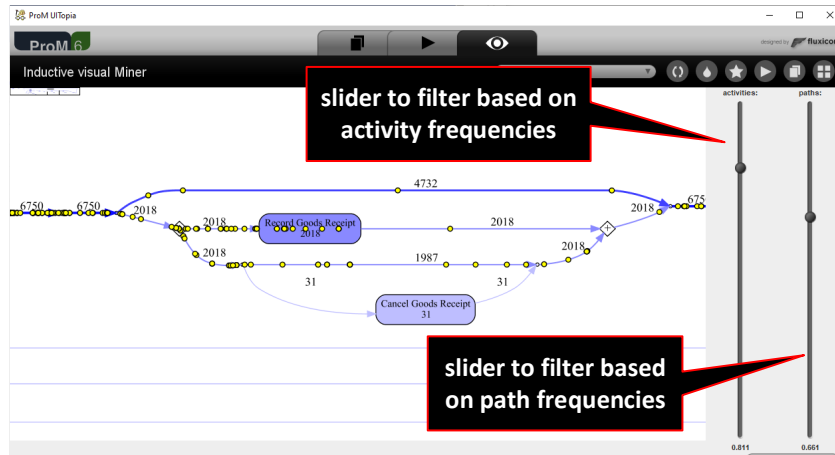 ProM UITopia
ProM 6
designed by fluxicon
Inductive visual Miner
activities:
paths:
slider to filter based on
activity frequencies
4732
6750
6750
2018
675
2018
2018
Record Goods Receipt
2018
2018
2018
1987
2018
31
31
Cancel Goods Receipt
31
slider to filter based
on path frequencies
0.811
0.661